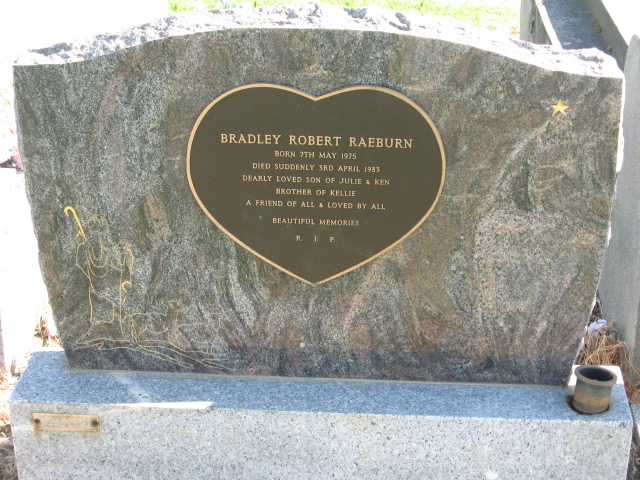 BRADLEY ROBERT RAEBURN
BORN 7TH MAY 1975
DIED SUDDENLY 3RD APRIL 1983
DEARLY LOVED SON OF JULIE & KEN
BROTHER OF KELLIE
A FRIEND OF ALL & LOVED BY ALL
BEAUTIFUL MEMORIES
R. I. P.